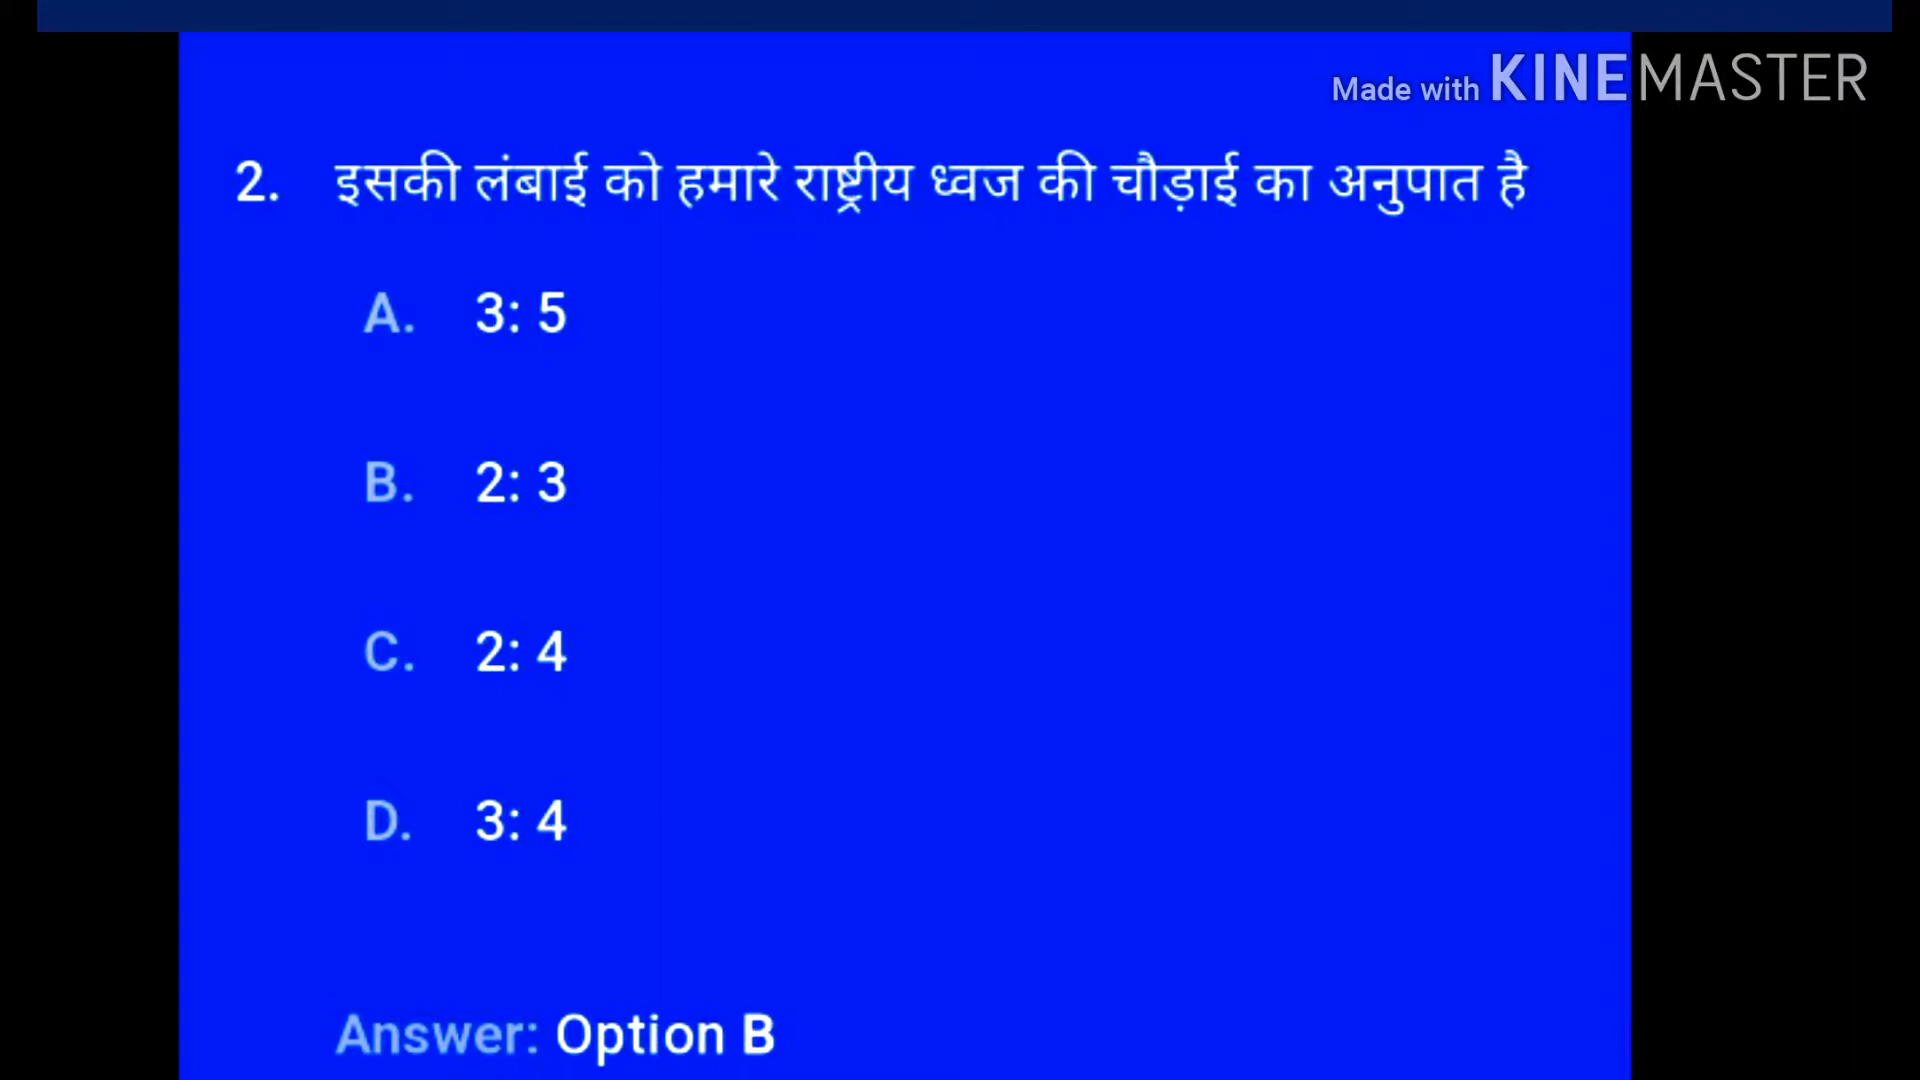 Made with KINEMASTER
2. इसकी लंबाई को हमारे राष्ट्रीय ध्वज की चौड़ाई का अनुपात है
A. 3: 5
B. 2: 3
C. 2: 4
D. 3: 4
Answer: Option B